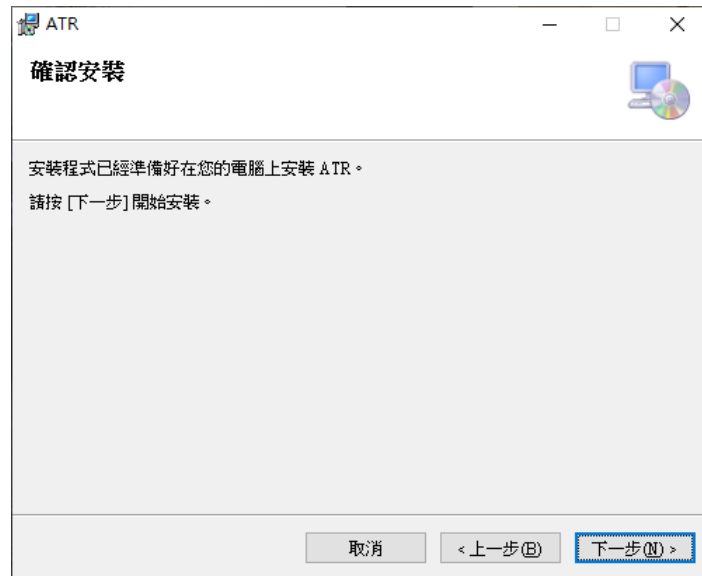 ATR
確認安裝
安裝程式已經準備好在您的電腦上安裝 ATR。
請按 [下一步] 開始安裝。
取消
< 上一步(B)
下一步(N) >